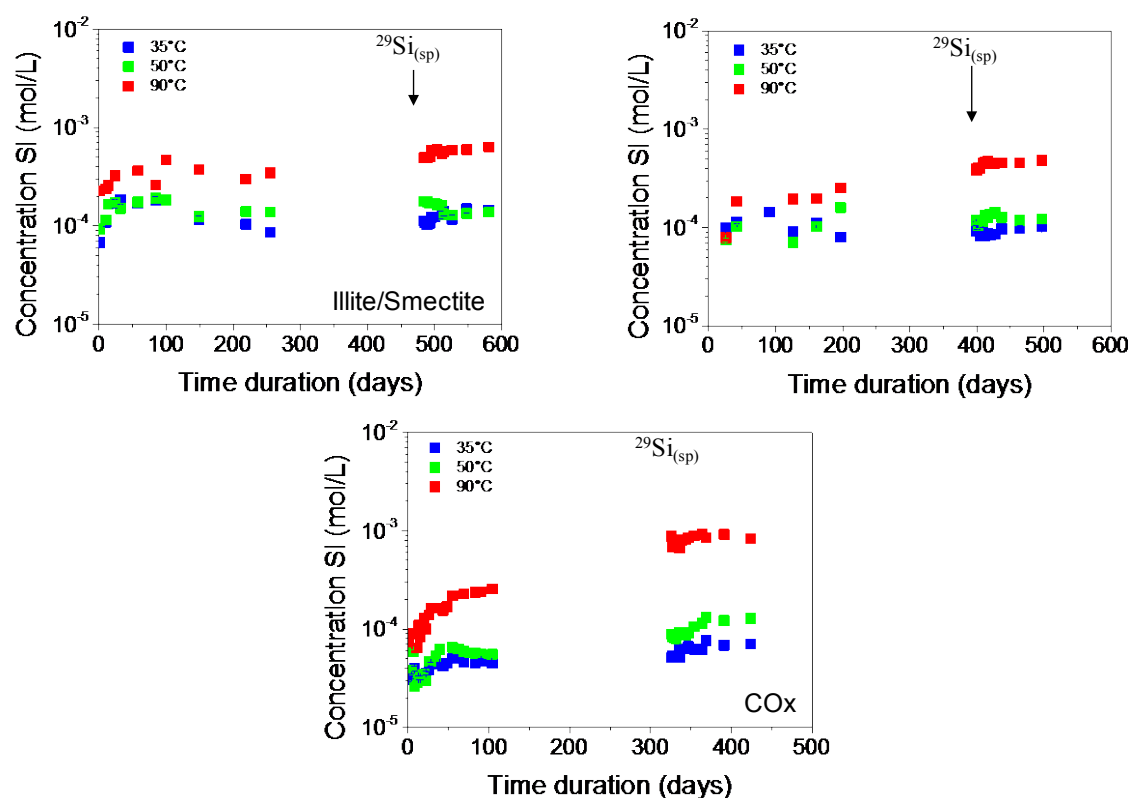 Concentration SI (mol/L)
10⁻²
10⁻³
10⁻⁴
10⁻⁵
35°C
50°C
90°C
²⁹Si(sp)
Illite/Smectite
0 100 200 300 400 500 600
Time duration (days)
Concentration SI (mol/L)
10⁻²
10⁻³
10⁻⁴
10⁻⁵
35°C
50°C
90°C
²⁹Si(sp)
0 100 200 300 400 500 600
Time duration (days)
Concentration SI (mol/L)
10⁻²
10⁻³
10⁻⁴
10⁻⁵
35°C
50°C
90°C
²⁹Si(sp)
COx
0 100 200 300 400 500
Time duration (days)